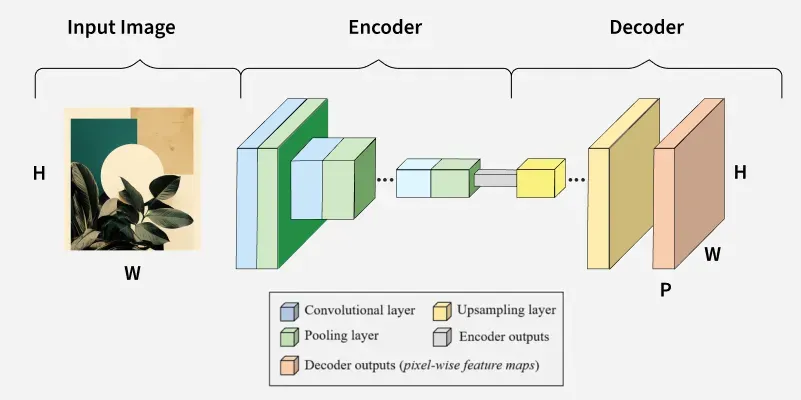 Input Image
Encoder
Decoder
H
W
H
W
P
Convolutional layer
Upsampling layer
Pooling layer
Encoder outputs
Decoder outputs (pixel-wise feature maps)